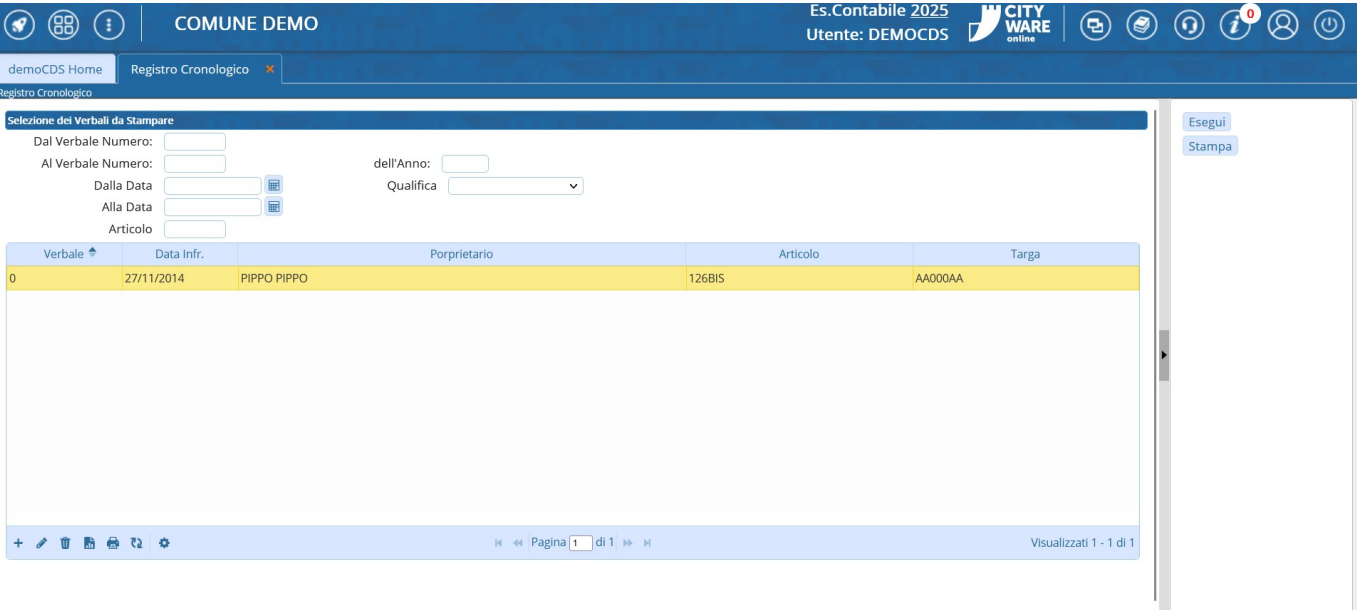 COMUNE DEMO
Es.Contabile 2025
Utente: DEMOCDS
CITY
WARE
online
0
demoCDS Home
Registro Cronologico
Registro Cronologico
Selezione dei Verbali da Stampare
Esegui
Stampa
Dal Verbale Numero:
Al Verbale Numero: dell'Anno:
Dalla Data Qualifica
Alla Data
Articolo
Verbale Data Infr. Porprietario Articolo Targa
0 27/11/2014 PIPPO PIPPO 126BIS AA000AA
Pagina 1 di 1 Visualizzati 1 - 1 di 1